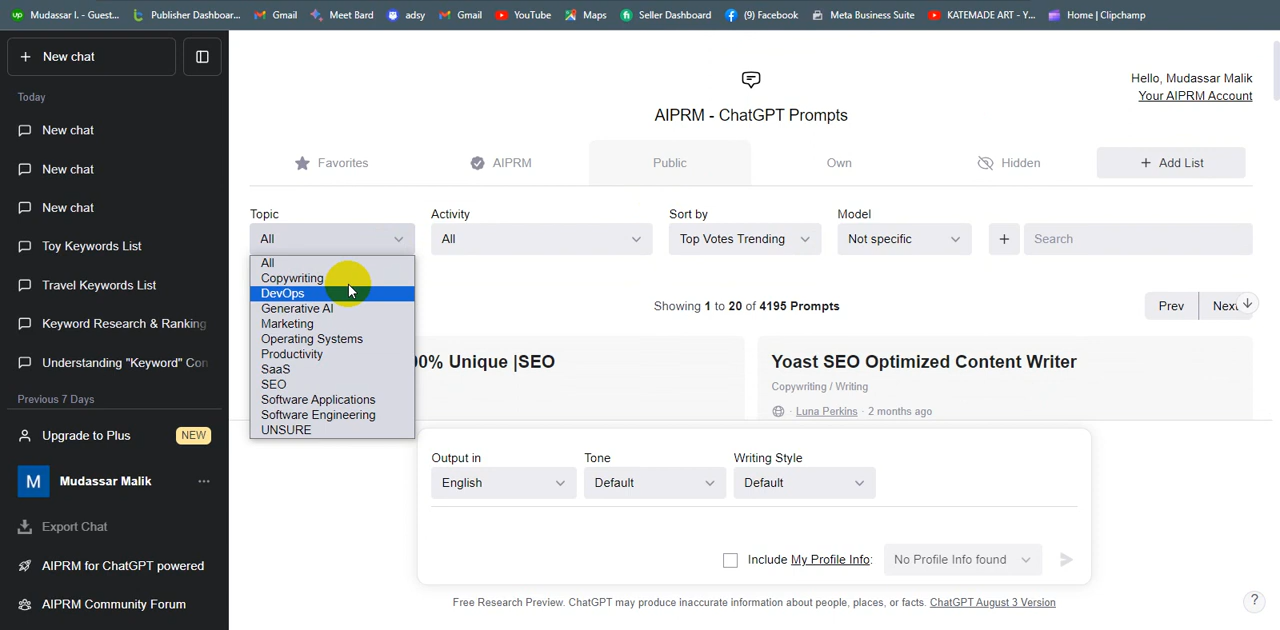 Mudassar I. - Guest...
Publisher Dashboar...
Gmail
Meet Bard
adsy
Gmail
YouTube
Maps
Seller Dashboard
(9) Facebook
Meta Business Suite
KATEMADE ART - Y...
Home | Clipchamp
New chat
Today
New chat
New chat
New chat
Toy Keywords List
Travel Keywords List
Keyword Research & Ranking
Understanding "Keyword" Con
Previous 7 Days
Upgrade to Plus
NEW
M
Mudassar Malik
Export Chat
AIPRM for ChatGPT powered
AIPRM Community Forum
Hello, Mudassar Malik
Your AIPRM Account
AIPRM - ChatGPT Prompts
Favorites
AIPRM
Public
Own
Hidden
+ Add List
Topic
Activity
Sort by
Model
All
All
Top Votes Trending
Not specific
+
Search
All
Copywriting
DevOps
Generative AI
Marketing
Operating Systems
Productivity
SaaS
SEO
Software Applications
Software Engineering
UNSURE
Showing 1 to 20 of 4195 Prompts
Prev
Next
00% Unique |SEO
Yoast SEO Optimized Content Writer
Copywriting / Writing
· Luna Perkins · 2 months ago
Output in
Tone
Writing Style
English
Default
Default
Include My Profile Info:
No Profile Info found
Free Research Preview. ChatGPT may produce inaccurate information about people, places, or facts. ChatGPT August 3 Version
?